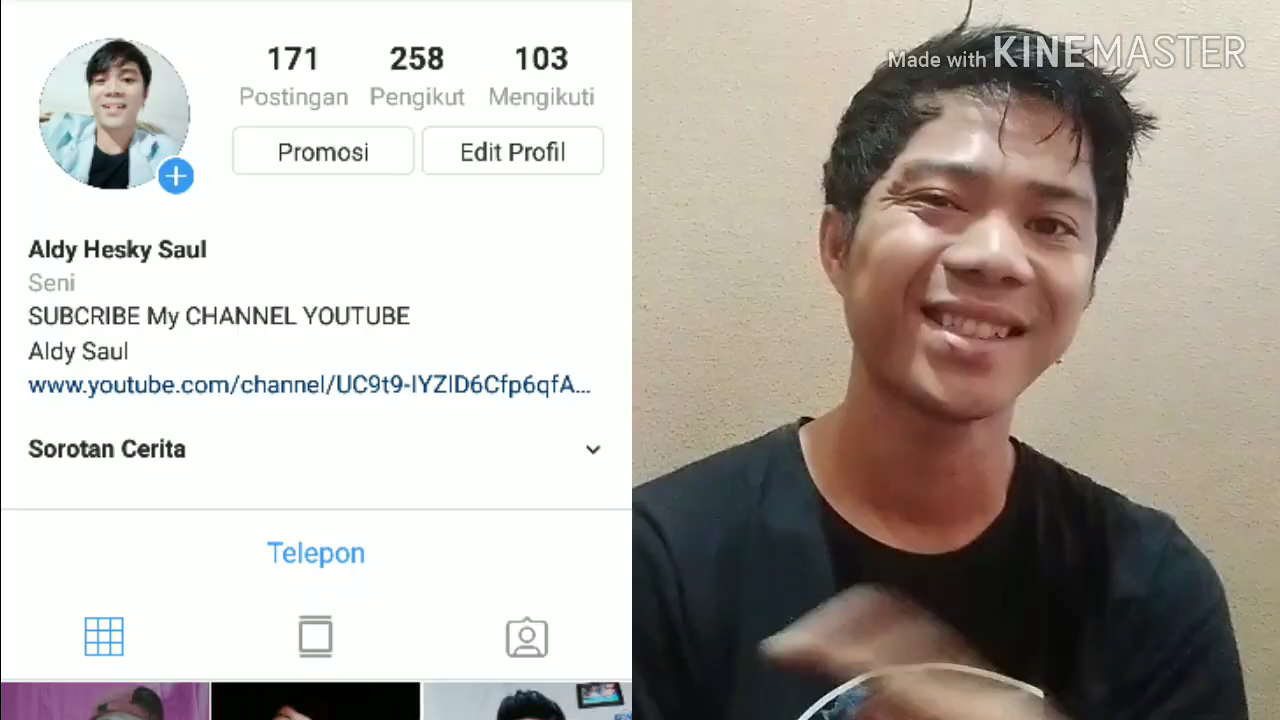 171 258 103
Postingan Pengikut Mengikuti
Promosi Edit Profil
Aldy Hesky Saul
Seni
SUBCRIBE My CHANNEL YOUTUBE
Aldy Saul
www.youtube.com/channel/UC9t9-IYZID6Cfp6qfA...
Sorotan Cerita
Telepon
Made with KINEMASTER